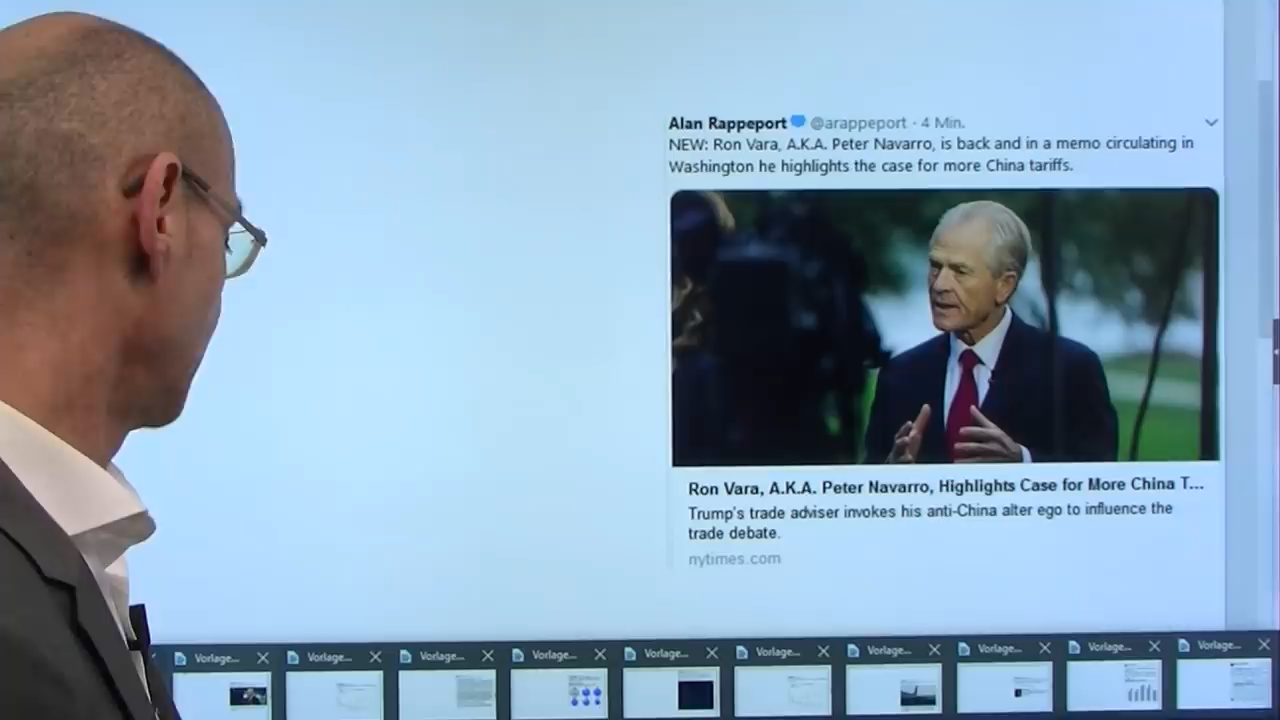 Alan Rappeport @arappeport · 4 Min.
NEW: Ron Vara, A.K.A. Peter Navarro, is back and in a memo circulating in
Washington he highlights the case for more China tariffs.
Ron Vara, A.K.A. Peter Navarro, Highlights Case for More China T...
Trump's trade adviser invokes his anti-China alter ego to influence the
trade debate.
nytimes.com
Vorlage... Vorlage... Vorlage... Vorlage... Vorlage... Vorlage... Vorlage... Vorlage... Vorlage... Vorlage...